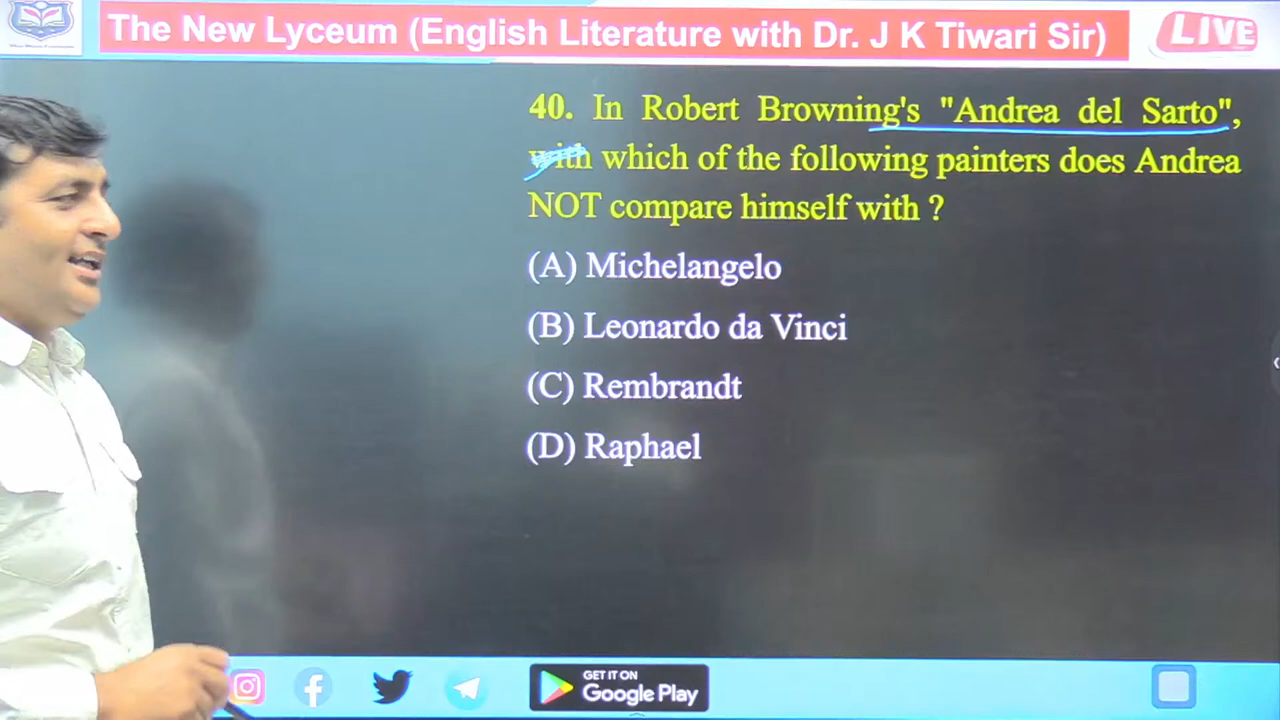 The New Lyceum (English Literature with Dr. J K Tiwari Sir)
LIVE
40. In Robert Browning's "Andrea del Sarto",
with which of the following painters does Andrea
NOT compare himself with ?
(A) Michelangelo
(B) Leonardo da Vinci
(C) Rembrandt
(D) Raphael
GET IT ON
Google Play